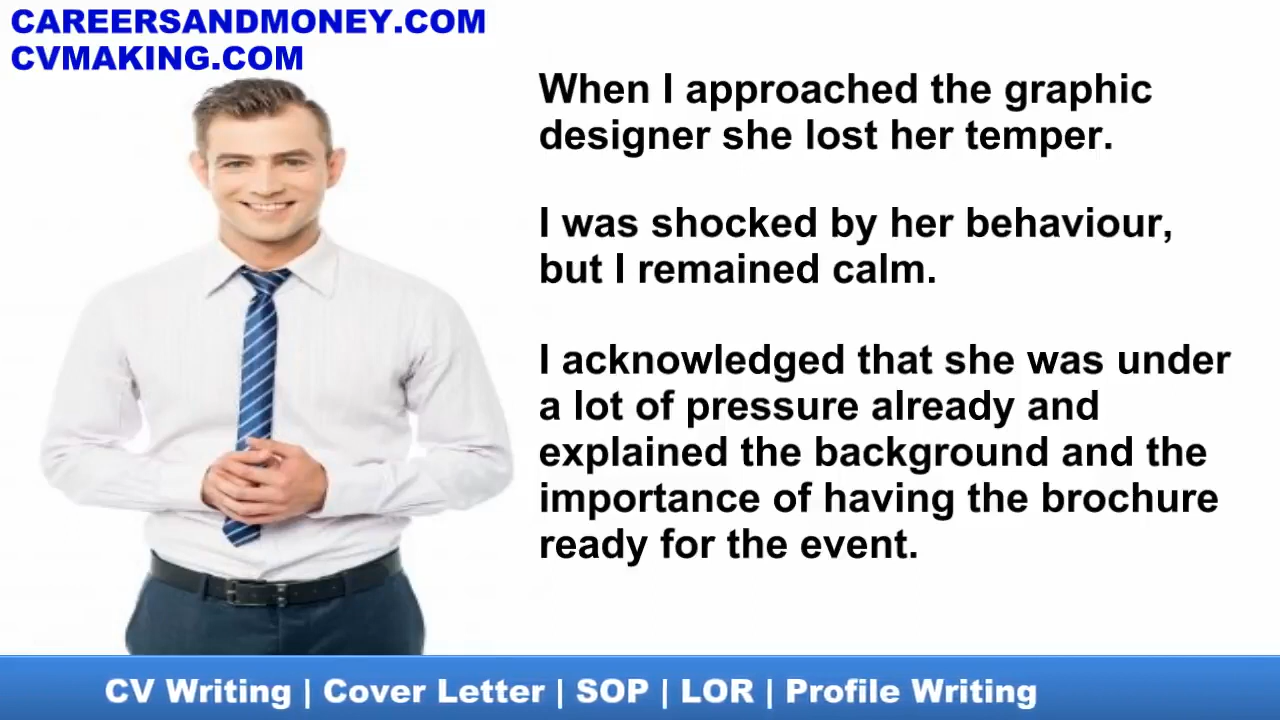 CAREERSANDMONEY.COM
CVMAKING.COM
When I approached the graphic
designer she lost her temper.
I was shocked by her behaviour,
but I remained calm.
I acknowledged that she was under
a lot of pressure already and
explained the background and the
importance of having the brochure
ready for the event.
CV Writing | Cover Letter | SOP | LOR | Profile Writing